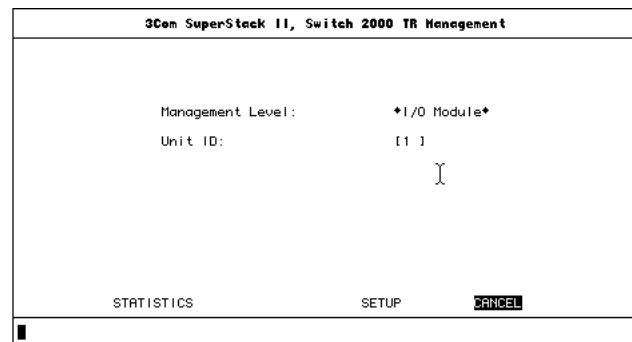 3Com SuperStack II, Switch 2000 TR Management
Management Level: ◆I/O Module◆
Unit ID: [1 ]
STATISTICS SETUP CANCEL